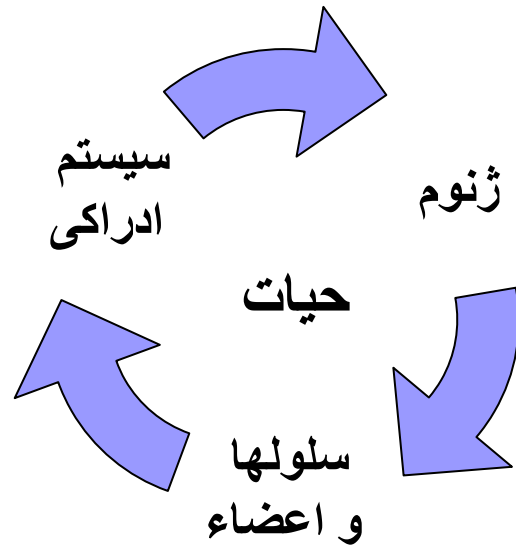 سیستم
ادراکی
ژنوم
حیات
سلولها
و اعضاء